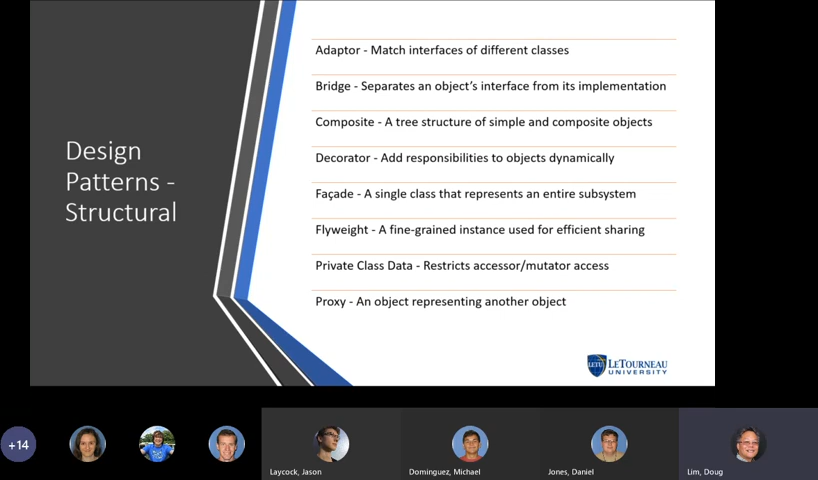 Design
Patterns -
Structural
Adaptor - Match interfaces of different classes
Bridge - Separates an object's interface from its implementation
Composite - A tree structure of simple and composite objects
Decorator - Add responsibilities to objects dynamically
Façade - A single class that represents an entire subsystem
Flyweight - A fine-grained instance used for efficient sharing
Private Class Data - Restricts accessor/mutator access
Proxy - An object representing another object
LETU
LETOURNEAU
UNIVERSITY
+14
Laycock, Jason
Dominguez, Michael
Jones, Daniel
Lim, Doug